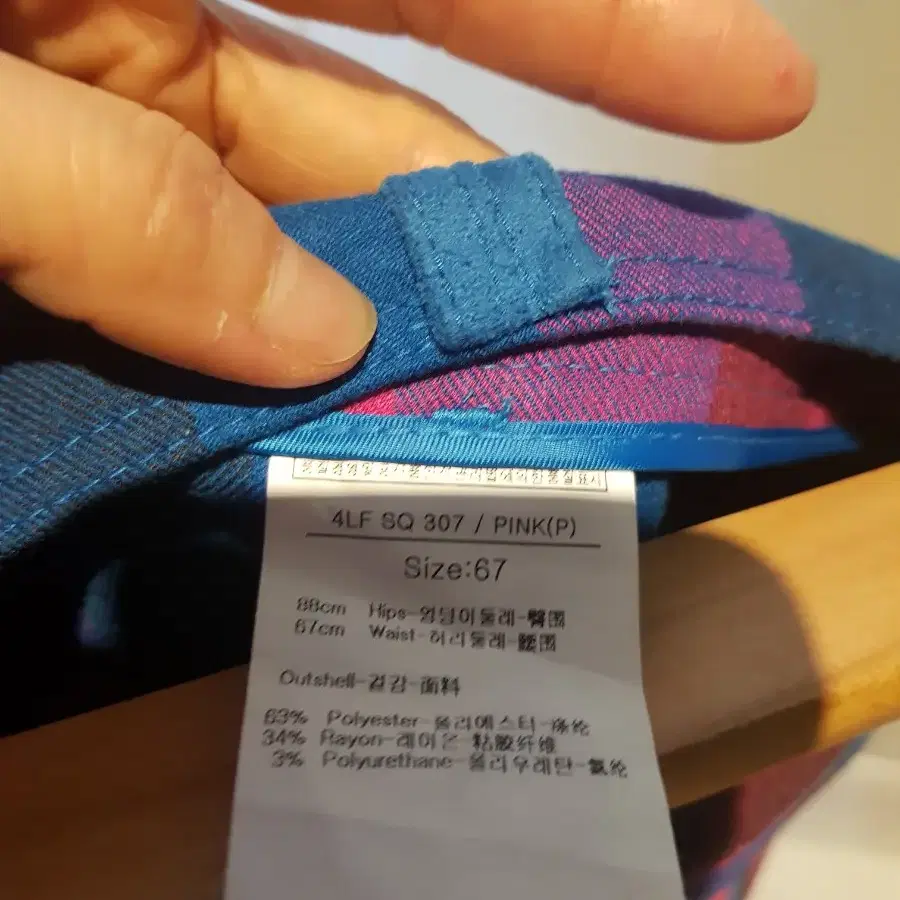 4LF SQ 307 / PINK(P)
Size:67
88cm Hips-엉덩이둘레-臀围
67cm Waist-허리둘레-腰围
Outshell-겉감-面料
63% Polyester-폴리에스터-涤纶
34% Rayon-레이온-粘胶纤维
3% Polyurethane-폴리우레탄-氨纶